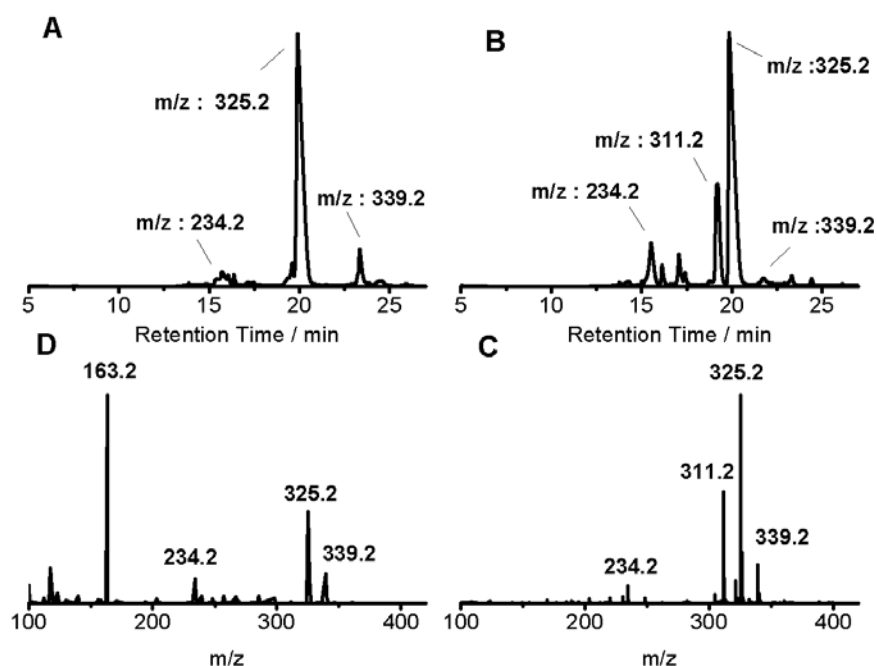 A
m/z : 325.2
m/z : 234.2
m/z : 339.2
5 10 15 20 25
Retention Time / min
B
m/z :325.2
m/z : 311.2
m/z : 234.2
m/z :339.2
5 10 15 20 25
Retention Time / min
D
163.2
325.2
234.2
339.2
100 200 300 400
m/z
C
325.2
311.2
339.2
234.2
100 200 300 400
m/z